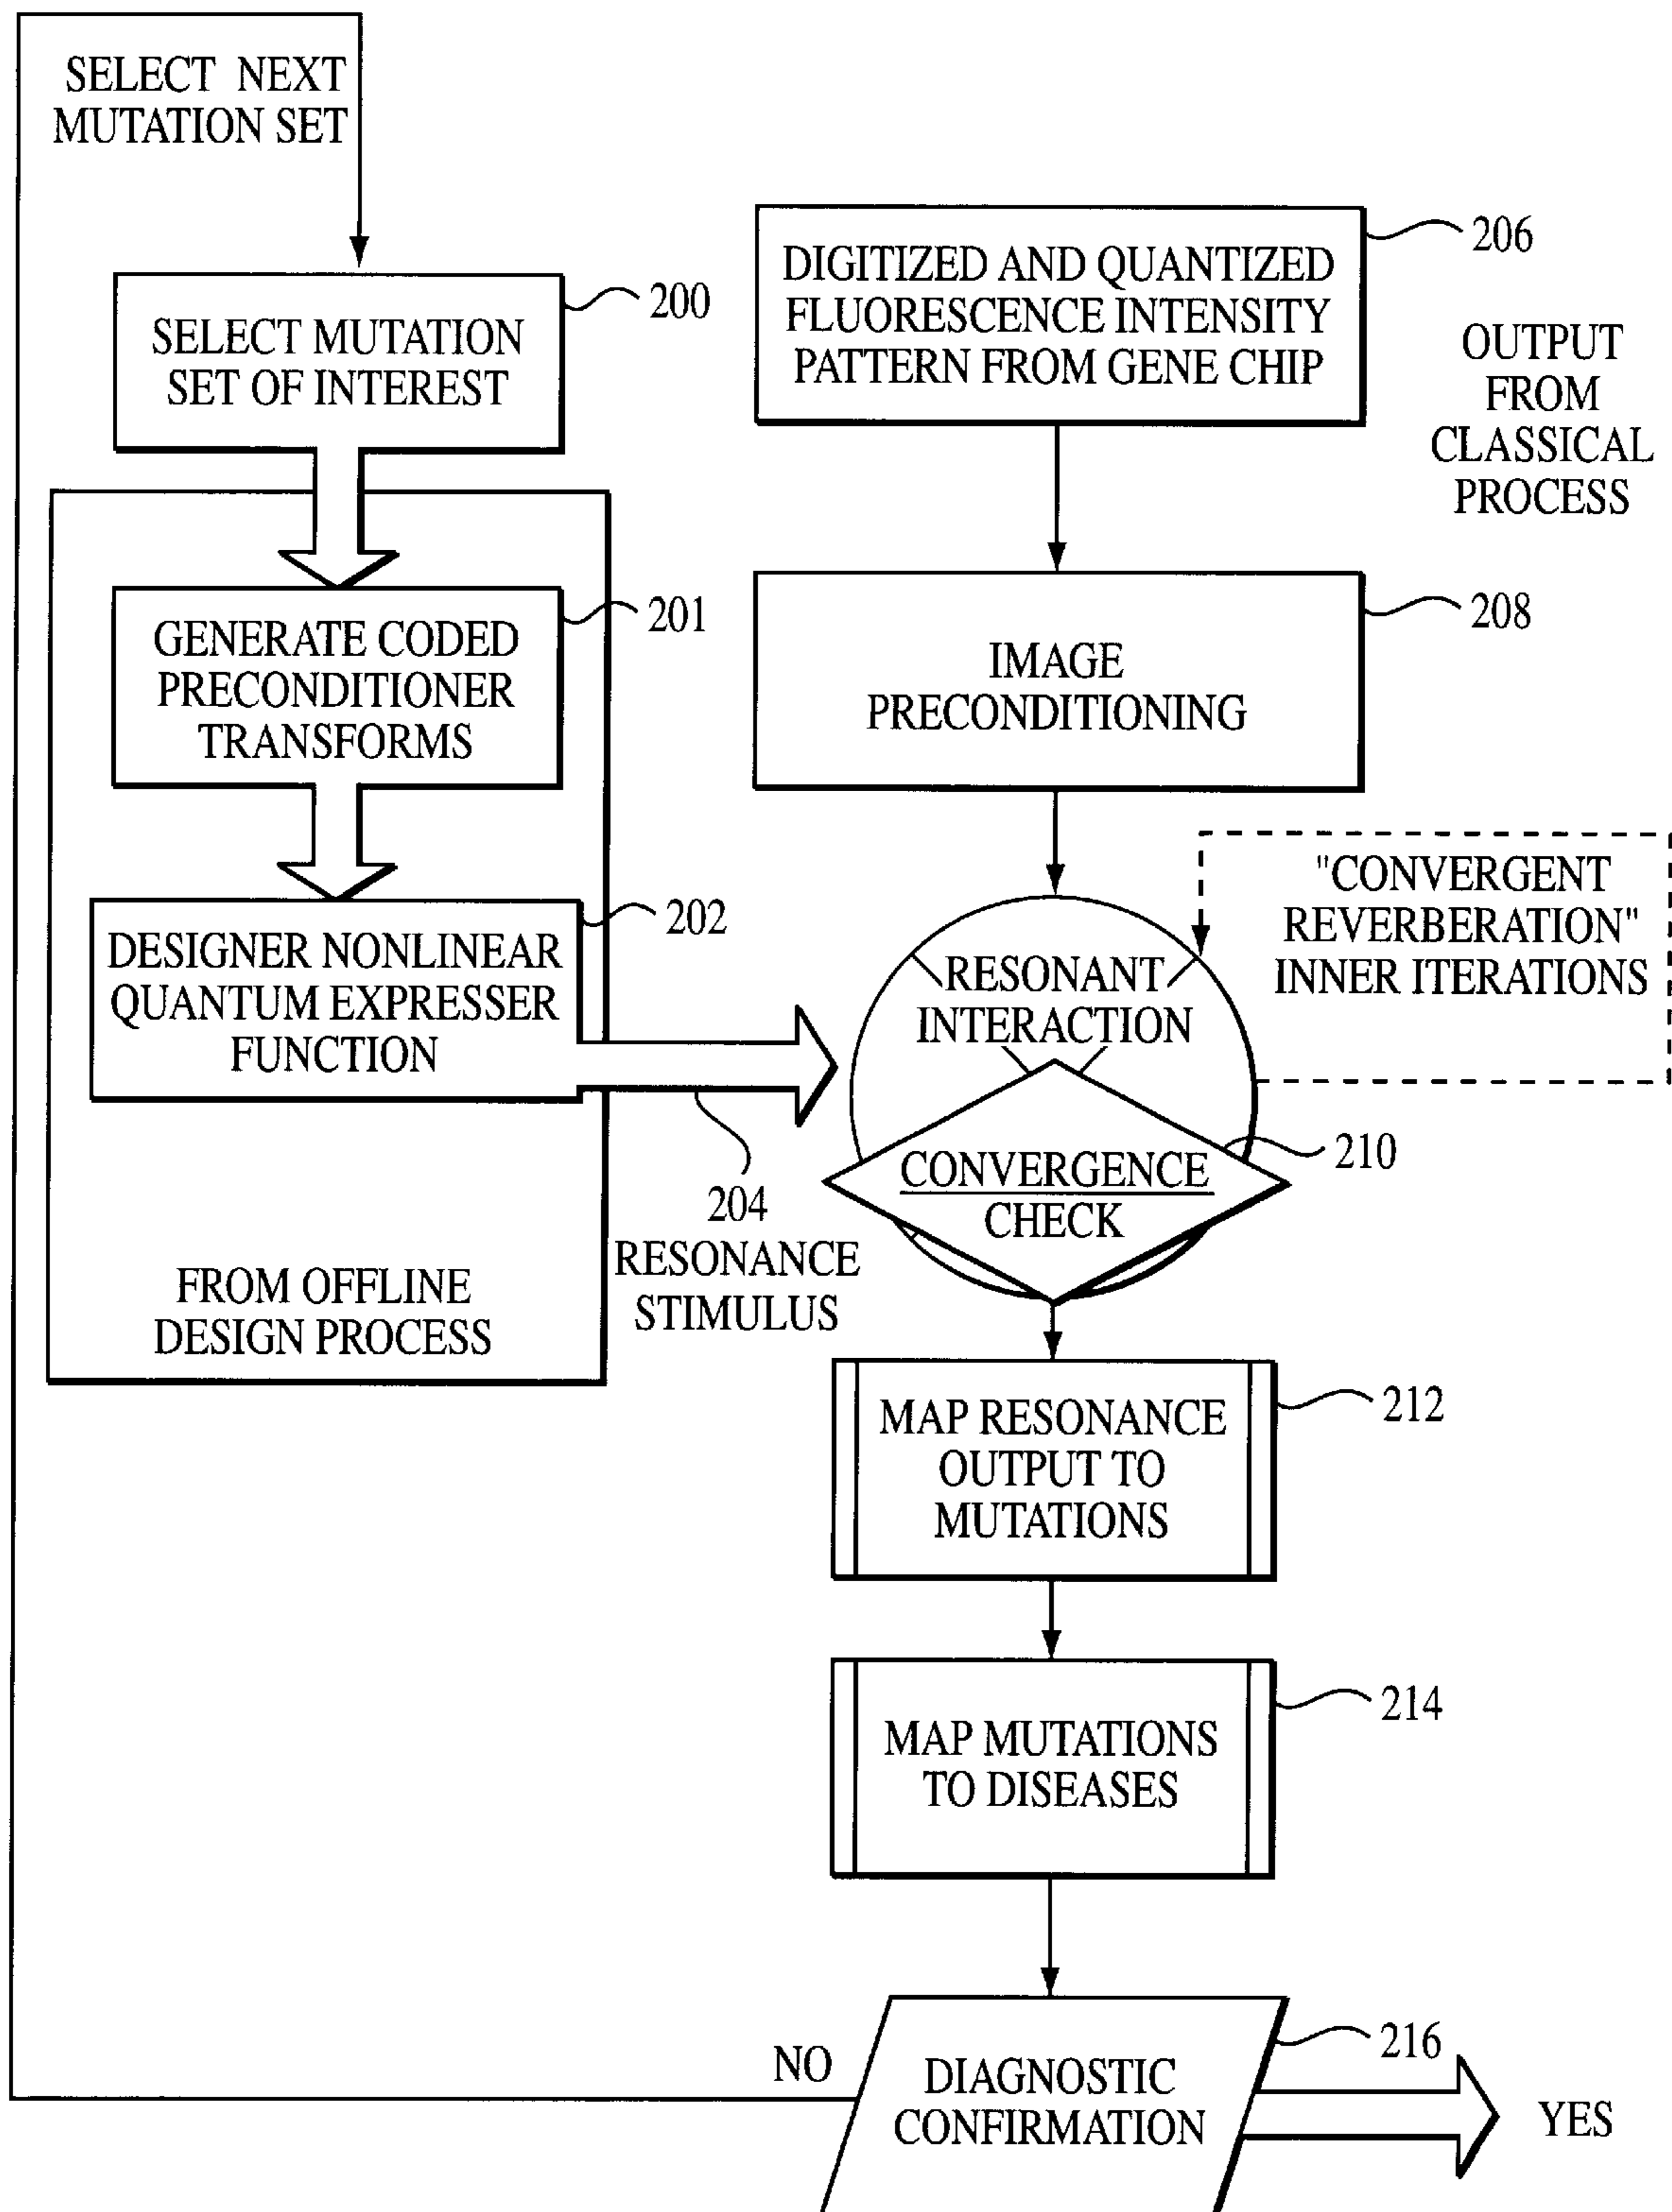 SELECT NEXT
MUTATION SET
200
SELECT MUTATION
SET OF INTEREST
201
GENERATE CODED
PRECONDITIONER
TRANSFORMS
202
DESIGNER NONLINEAR
QUANTUM EXPRESSER
FUNCTION
FROM OFFLINE
DESIGN PROCESS
204
RESONANCE
STIMULUS
206
DIGITIZED AND QUANTIZED
FLUORESCENCE INTENSITY
PATTERN FROM GENE CHIP
OUTPUT
FROM
CLASSICAL
PROCESS
208
IMAGE
PRECONDITIONING
"CONVERGENT
REVERBERATION"
INNER ITERATIONS
RESONANT
INTERACTION
210
CONVERGENCE
CHECK
212
MAP RESONANCE
OUTPUT TO
MUTATIONS
214
MAP MUTATIONS
TO DISEASES
216
NO
DIAGNOSTIC
CONFIRMATION
YES